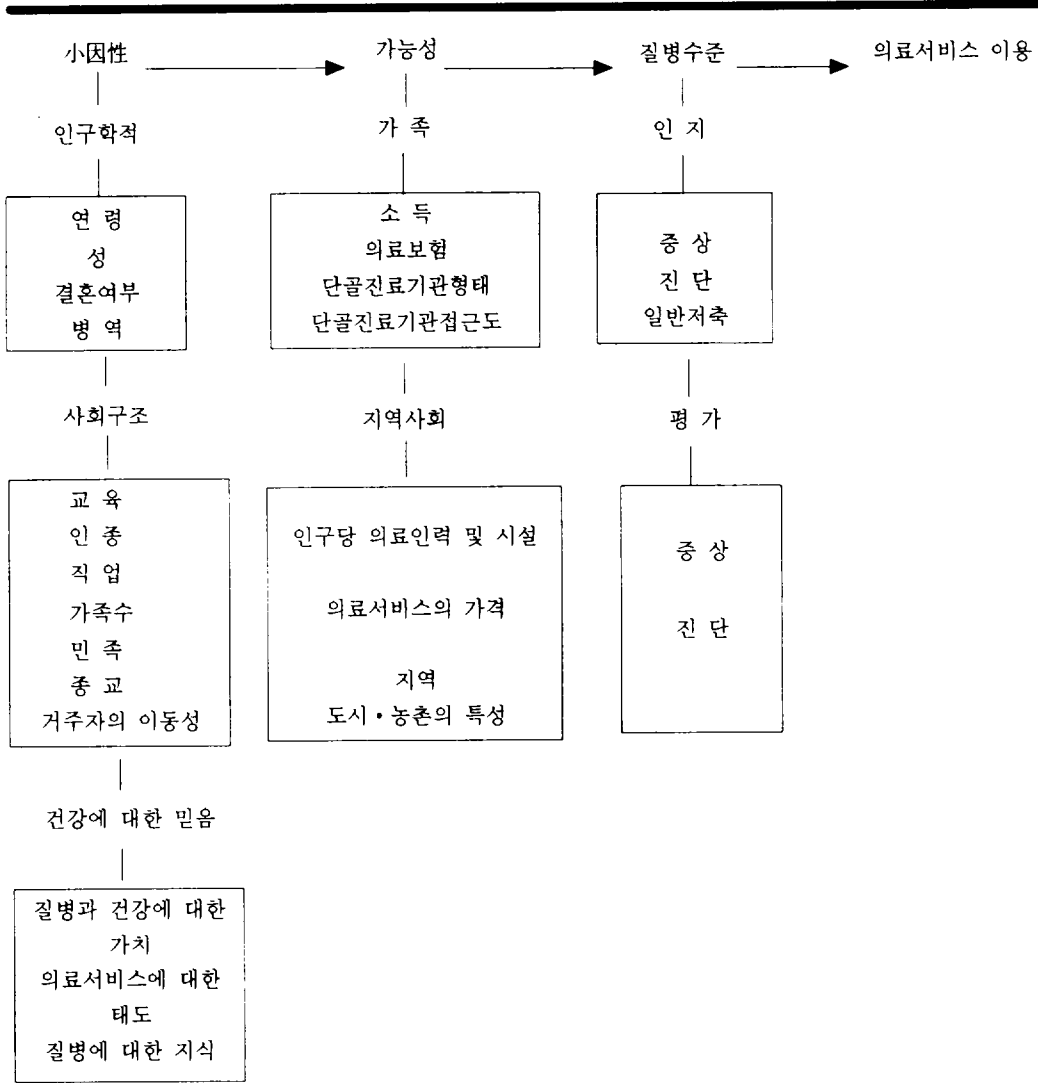 小因性 가능성 질병수준 의료서비스 이용
인구학적 가 족 인 지
연 령
성
결혼여부
병 역
소 득
의료보험
단골진료기관형태
단골진료기관접근도
증 상
진 단
일반저축
사회구조 지역사회 평 가
교 육
인 종
직 업
가족수
민 족
종 교
거주자의 이동성
인구당 의료인력 및 시설
의료서비스의 가격
지역
도시•농촌의 특성
증 상
진 단
건강에 대한 믿음
질병과 건강에 대한
가치
의료서비스에 대한
태도
질병에 대한 지식